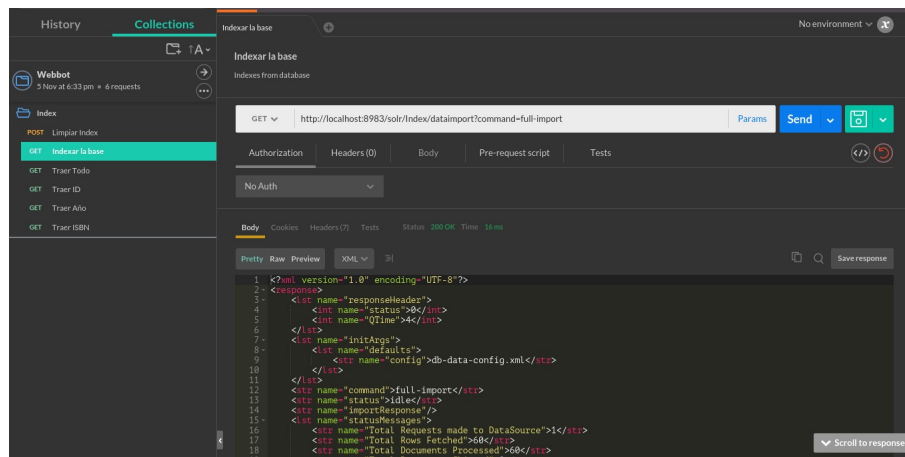 History Collections
↑A
Webbot
5 Nov at 6:33 pm • 6 requests
Index
POST Limpiar Index
GET Indexar la base
GET Traer Todo
GET Traer ID
GET Traer Año
GET Traer ISBN
Indexar la base
No environment
Indexar la base
Indexes from database
GET http://localhost:8983/solr/Index/dataimport?command=full-import Params Send
Authorization Headers (0) Body Pre-request script Tests
No Auth
Body Cookies Headers (7) Tests Status 200 OK Time 16 ms
Pretty Raw Preview XML Save response
1 <?xml version="1.0" encoding="UTF-8"?>
2 <response>
3 <lst name="responseHeader">
4 <int name="status">0</int>
5 <int name="QTime">4</int>
6 </lst>
7 <lst name="initArgs">
8 <lst name="defaults">
9 <str name="config">db-data-config.xml</str>
10 </lst>
11 </lst>
12 <str name="command">full-import</str>
13 <str name="status">idle</str>
14 <str name="importResponse"/>
15 <lst name="statusMessages">
16 <str name="Total Requests made to DataSource">1</str>
17 <str name="Total Rows Fetched">60</str>
18 <str name="Total Documents Processed">60</str>
Scroll to response